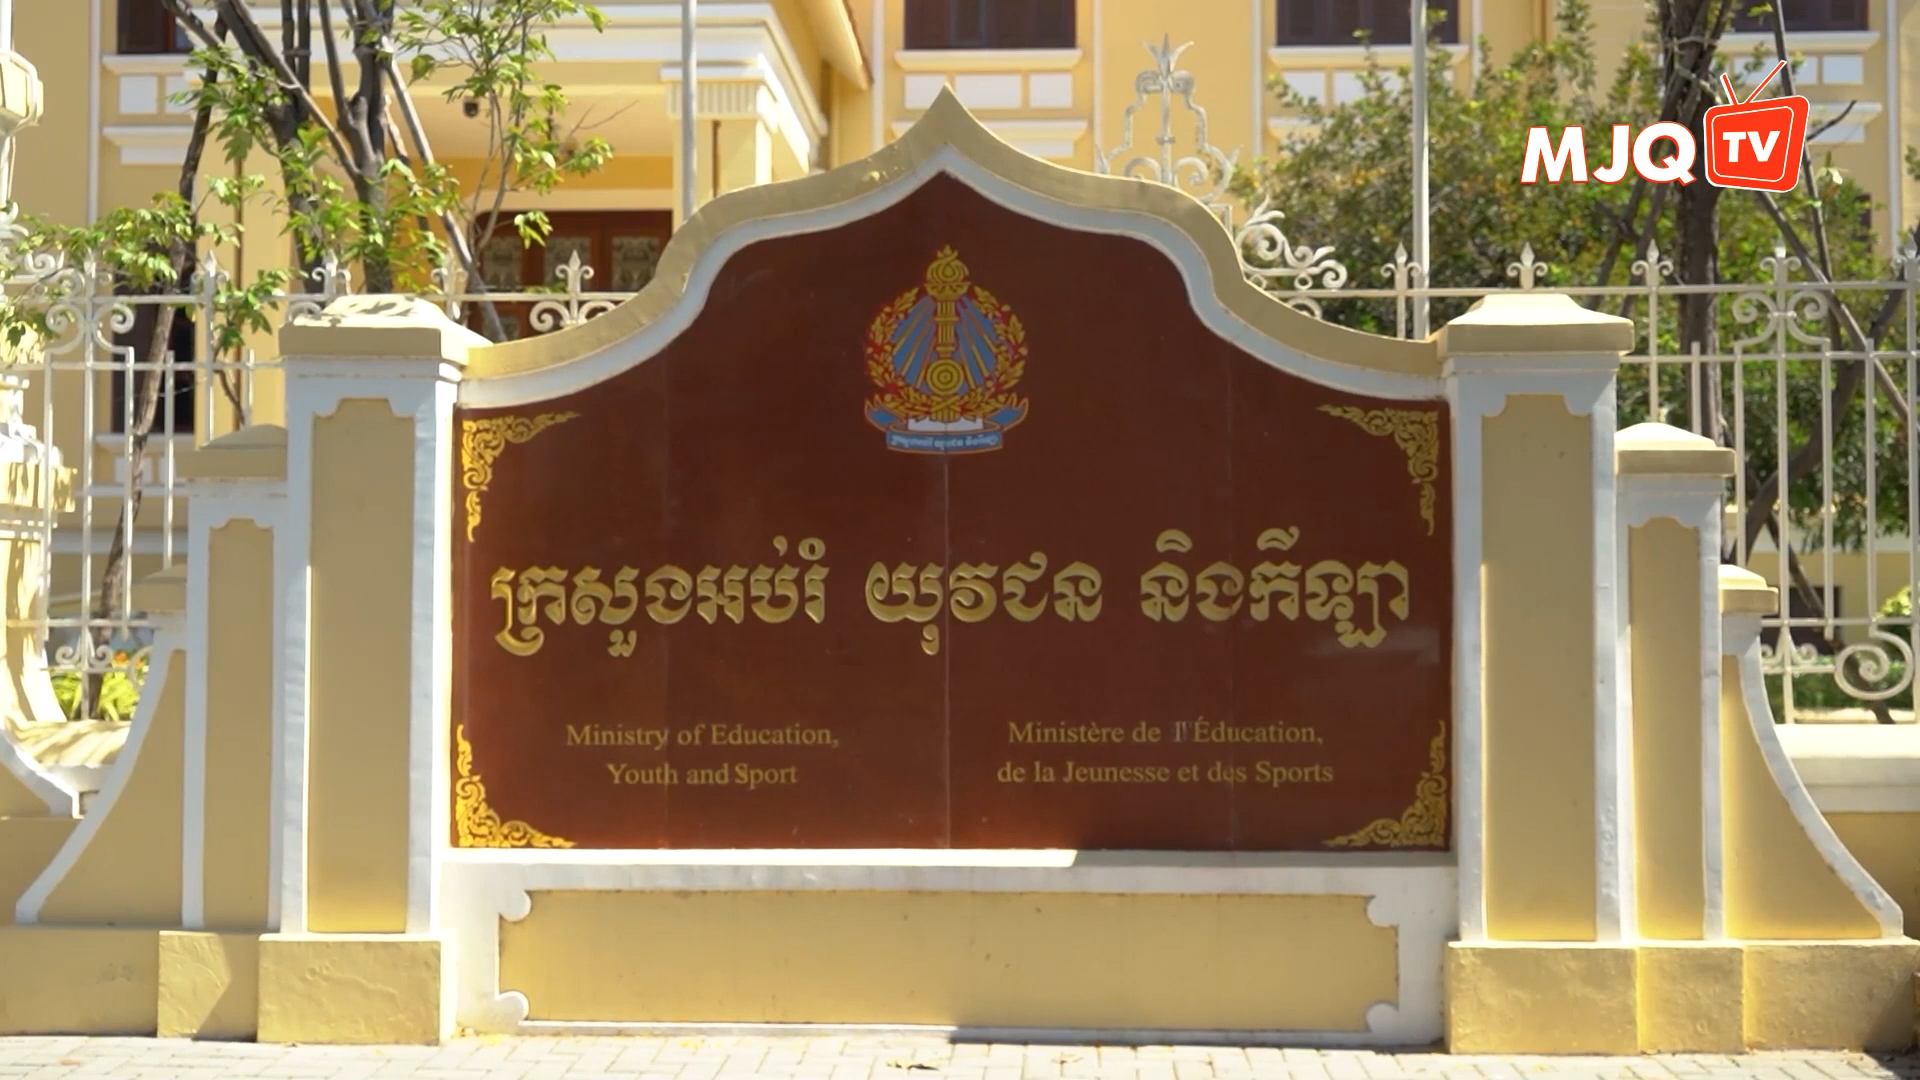 MJQ TV
ក្រសួងអប់រំ យុវជន និងកីឡា
Ministry of Education,
Youth and Sport
Ministère de l'Éducation,
de la Jeunesse et des Sports